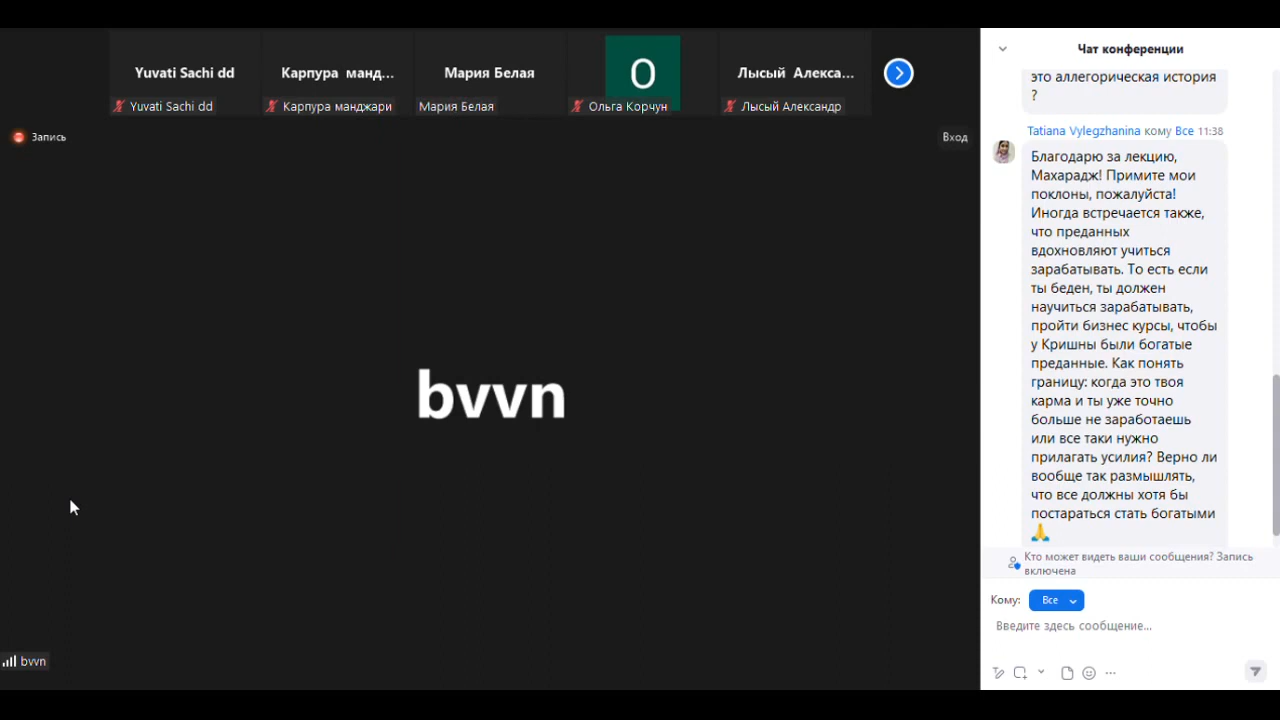 Yuvati Sachi dd
Карпура манд...
Мария Белая
O
Лысый Алекса...
Yuvati Sachi dd
Карпура манджари
Мария Белая
Ольга Корчун
Лысый Александр
Запись
Вход
bvvn
bvvn
Чат конференции
это аллегорическая история
?
Tatiana Vylegzhanina кому Все 11:38
Благодарю за лекцию,
Махарадж! Примите мои
поклоны, пожалуйста!
Иногда встречается также,
что преданных
вдохновляют учиться
зарабатывать. То есть если
ты беден, ты должен
научиться зарабатывать,
пройти бизнес курсы, чтобы
у Кришны были богатые
преданные. Как понять
границу: когда это твоя
карма и ты уже точно
больше не заработаешь
или все таки нужно
прилагать усилия? Верно ли
вообще так размышлять,
что все должны хотя бы
постараться стать богатыми
🙏
Кто может видеть ваши сообщения? Запись
включена
Кому: Все
Введите здесь сообщение...